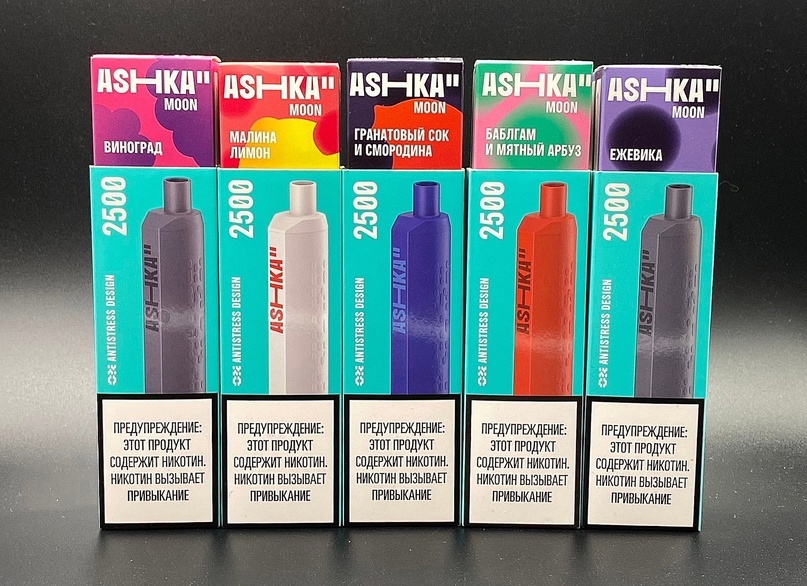 ASHKA"
MOON
ВИНОГРАД
2500
ANTISTRESS DESIGN
ASHKA"
ПРЕДУПРЕЖДЕНИЕ:
ЭТОТ ПРОДУКТ
СОДЕРЖИТ НИКОТИН.
НИКОТИН ВЫЗЫВАЕТ
ПРИВЫКАНИЕ
ASHKA"
MOON
МАЛИНА
ЛИМОН
2500
ANTISTRESS DESIGN
ASHKA"
ПРЕДУПРЕЖДЕНИЕ:
ЭТОТ ПРОДУКТ
СОДЕРЖИТ НИКОТИН.
НИКОТИН ВЫЗЫВАЕТ
ПРИВЫКАНИЕ
ASHKA"
MOON
ГРАНАТОВЫЙ СОК
И СМОРОДИНА
2500
ANTISTRESS DESIGN
ASHKA"
ПРЕДУПРЕЖДЕНИЕ:
ЭТОТ ПРОДУКТ
СОДЕРЖИТ НИКОТИН.
НИКОТИН ВЫЗЫВАЕТ
ПРИВЫКАНИЕ
ASHKA"
MOON
БАБЛГАМ
И МЯТНЫЙ АРБУЗ
2500
ANTISTRESS DESIGN
ASHKA"
ПРЕДУПРЕЖДЕНИЕ:
ЭТОТ ПРОДУКТ
СОДЕРЖИТ НИКОТИН.
НИКОТИН ВЫЗЫВАЕТ
ПРИВЫКАНИЕ
ASHKA"
MOON
ЕЖЕВИКА
2500
ANTISTRESS DESIGN
ASHKA"
ПРЕДУПРЕЖДЕНИЕ:
ЭТОТ ПРОДУКТ
СОДЕРЖИТ НИКОТИН.
НИКОТИН ВЫЗЫВАЕТ
ПРИВЫКАНИЕ